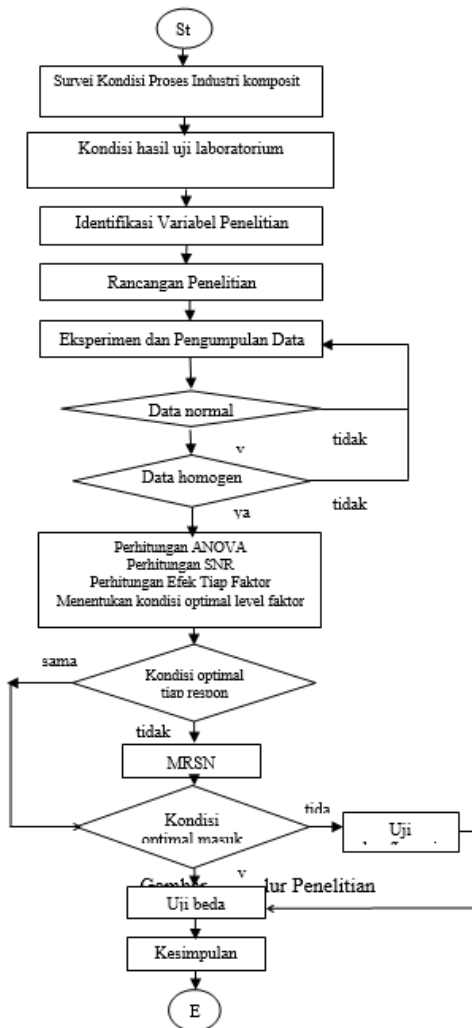 St
Survei Kondisi Proses Industri komposit
Kondisi hasil uji laboratorium
Identifikasi Variabel Penelitian
Rancangan Penelitian
Eksperimen dan Pengumpulan Data
Data normal
tidak
Data homogen
tidak
ya
Perhitungan ANOVA
Perhitungan SNR
Perhitungan Efek Tiap Faktor
Menentukan kondisi optimal level faktor
sama
Kondisi optimal
tiap respon
tidak
MRSN
Kondisi
optimal masuk
tida
Uji
Penelitian
Uji beda
Kesimpulan
E